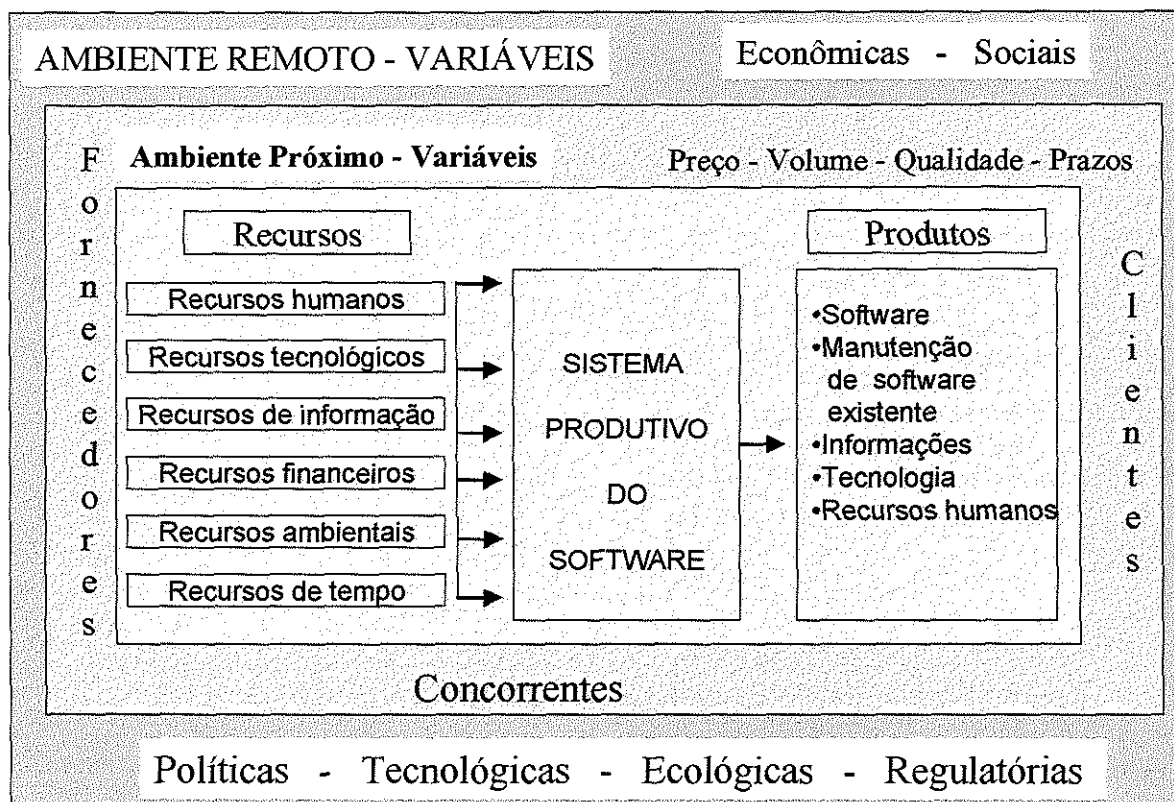 AMBIENTE REMOTO - VARIÁVEIS
Econômicas - Sociais
Fornecedores
Ambiente Próximo - Variáveis
Preço - Volume - Qualidade - Prazos
Recursos
Recursos humanos
Recursos tecnológicos
Recursos de informação
Recursos financeiros
Recursos ambientais
Recursos de tempo
SISTEMA
PRODUTIVO
DO
SOFTWARE
Produtos
•Software
•Manutenção
de software
existente
•Informações
•Tecnologia
•Recursos humanos
Clientes
Concorrentes
Políticas - Tecnológicas - Ecológicas - Regulatórias